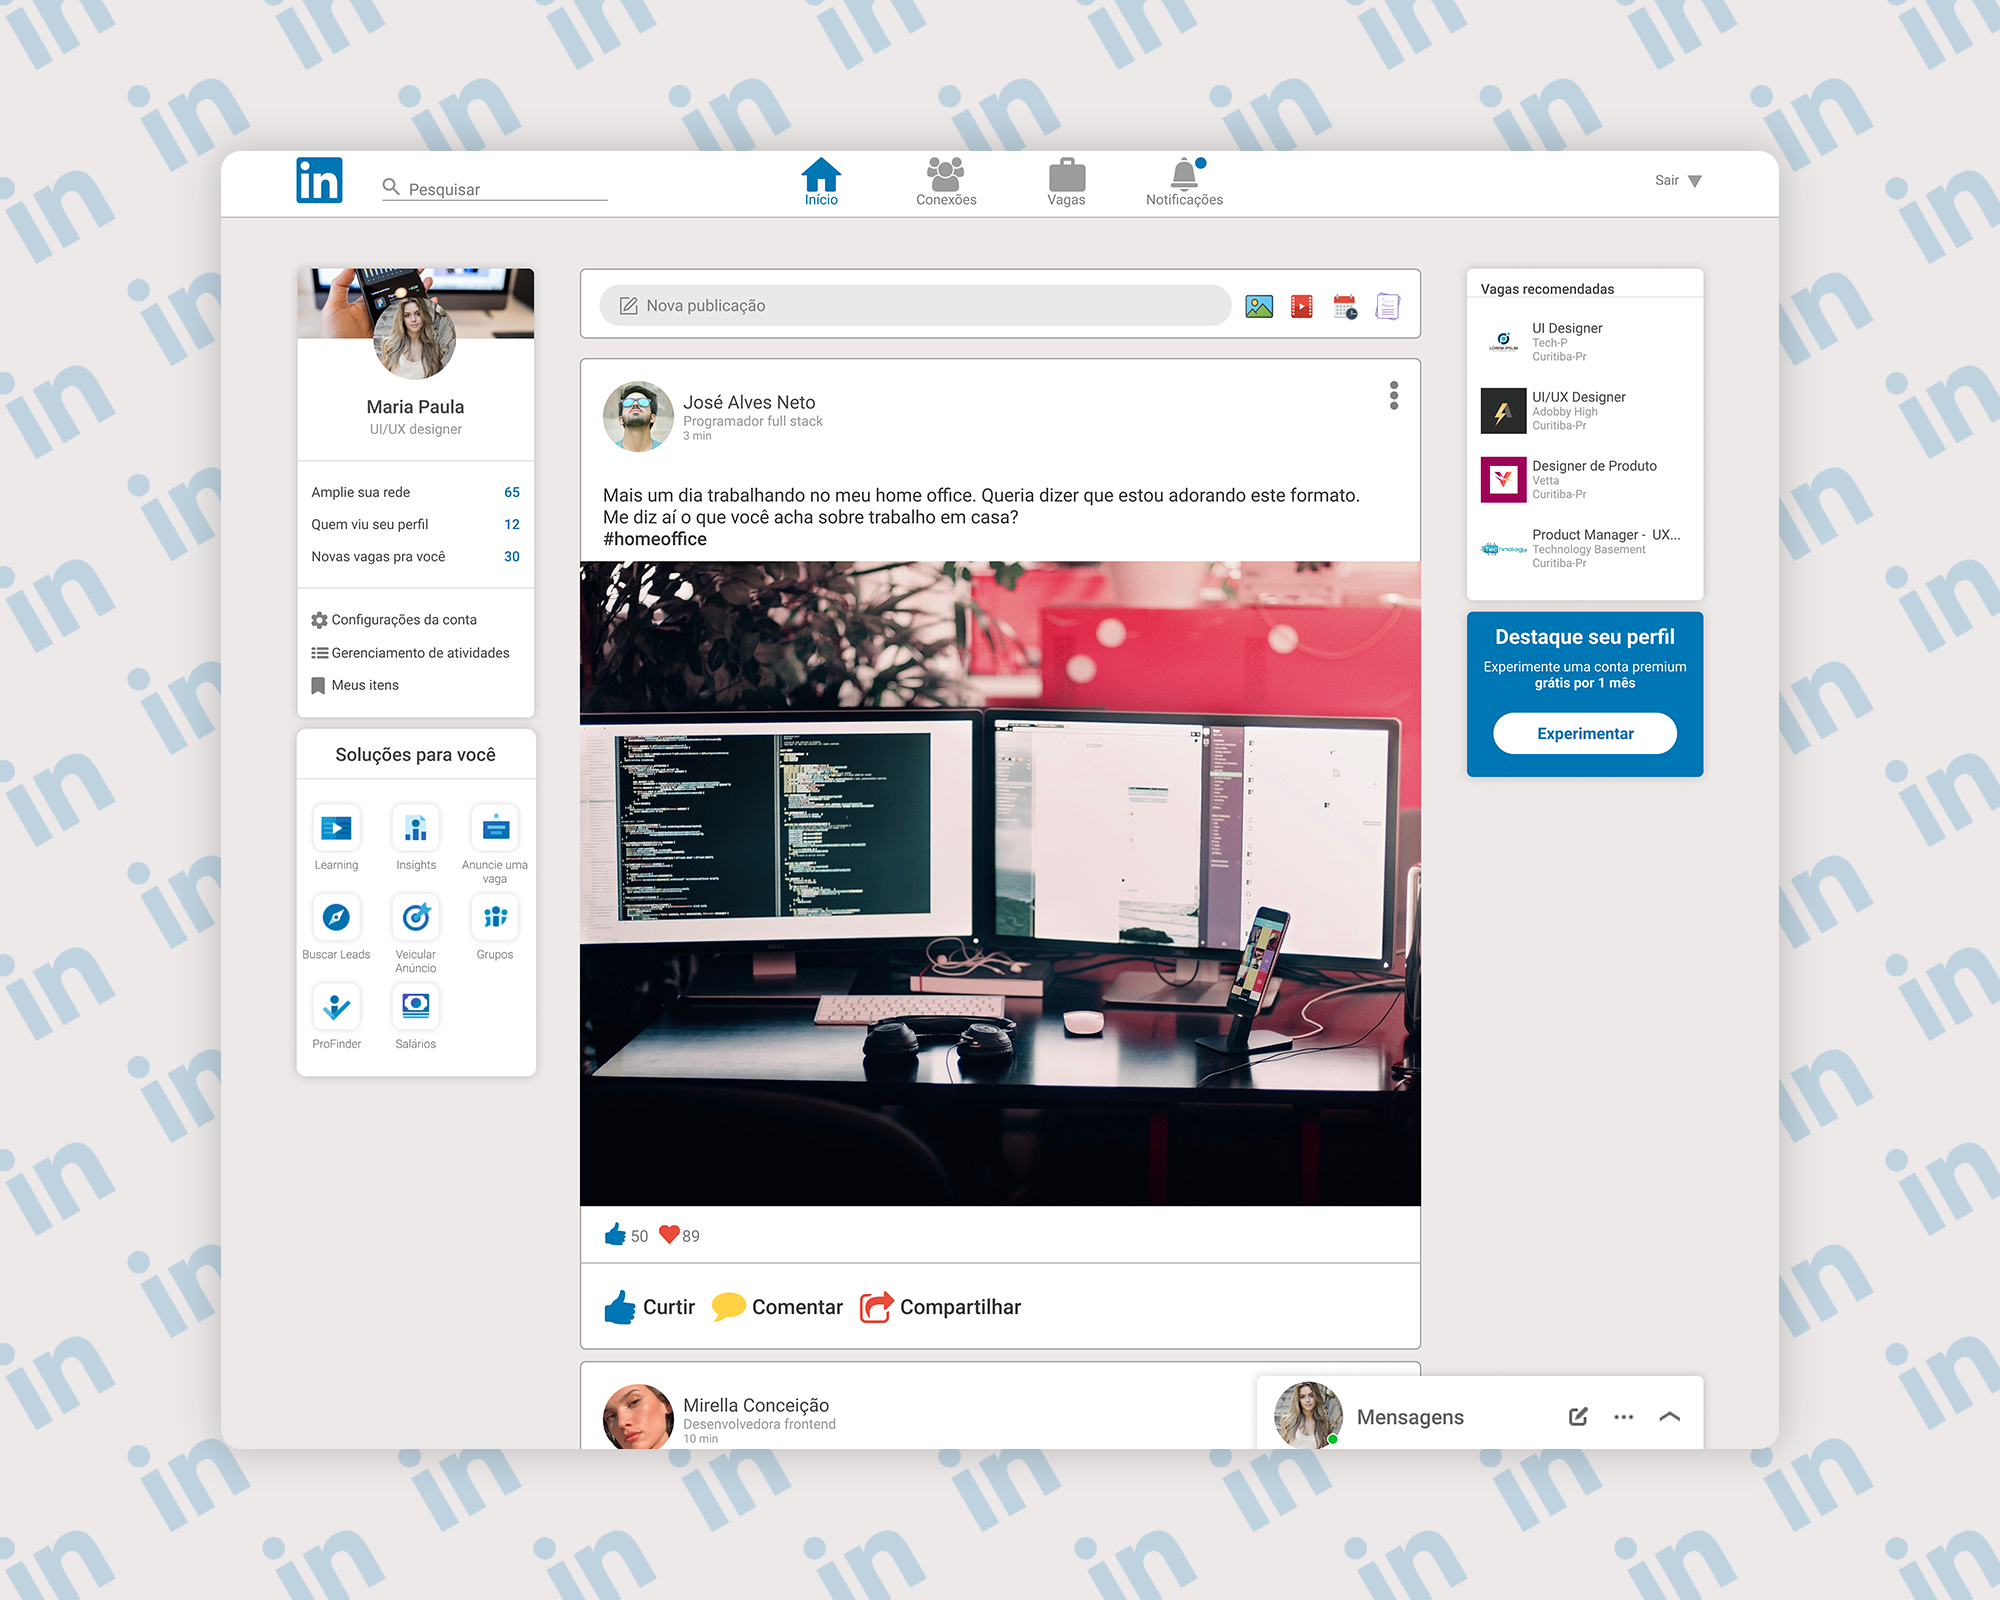 in
Pesquisar
Início
Conexões
Vagas
Notificações
Sair
Maria Paula
UI/UX designer
Amplie sua rede 65
Quem viu seu perfil 12
Novas vagas pra você 30
Configurações da conta
Gerenciamento de atividades
Meus itens
Soluções para você
Learning
Insights
Anuncie uma
vaga
Buscar Leads
Veicular
Anúncio
Grupos
ProFinder
Salários
Nova publicação
José Alves Neto
Programador full stack
3 min
Mais um dia trabalhando no meu home office. Queria dizer que estou adorando este formato.
Me diz aí o que você acha sobre trabalho em casa?
#homeoffice
DELL
50 89
Curtir
Comentar
Compartilhar
Mirella Conceição
Desenvolvedora frontend
10 min
Vagas recomendadas
LOREM IPSUM
UI Designer
Tech-P
Curitiba-Pr
UI/UX Designer
Adobby High
Curitiba-Pr
Designer de Produto
Vetta
Curitiba-Pr
Technology
Product Manager - UX...
Technology Basement
Curitiba-Pr
Destaque seu perfil
Experimente uma conta premium
grátis por 1 mês
Experimentar
Mensagens